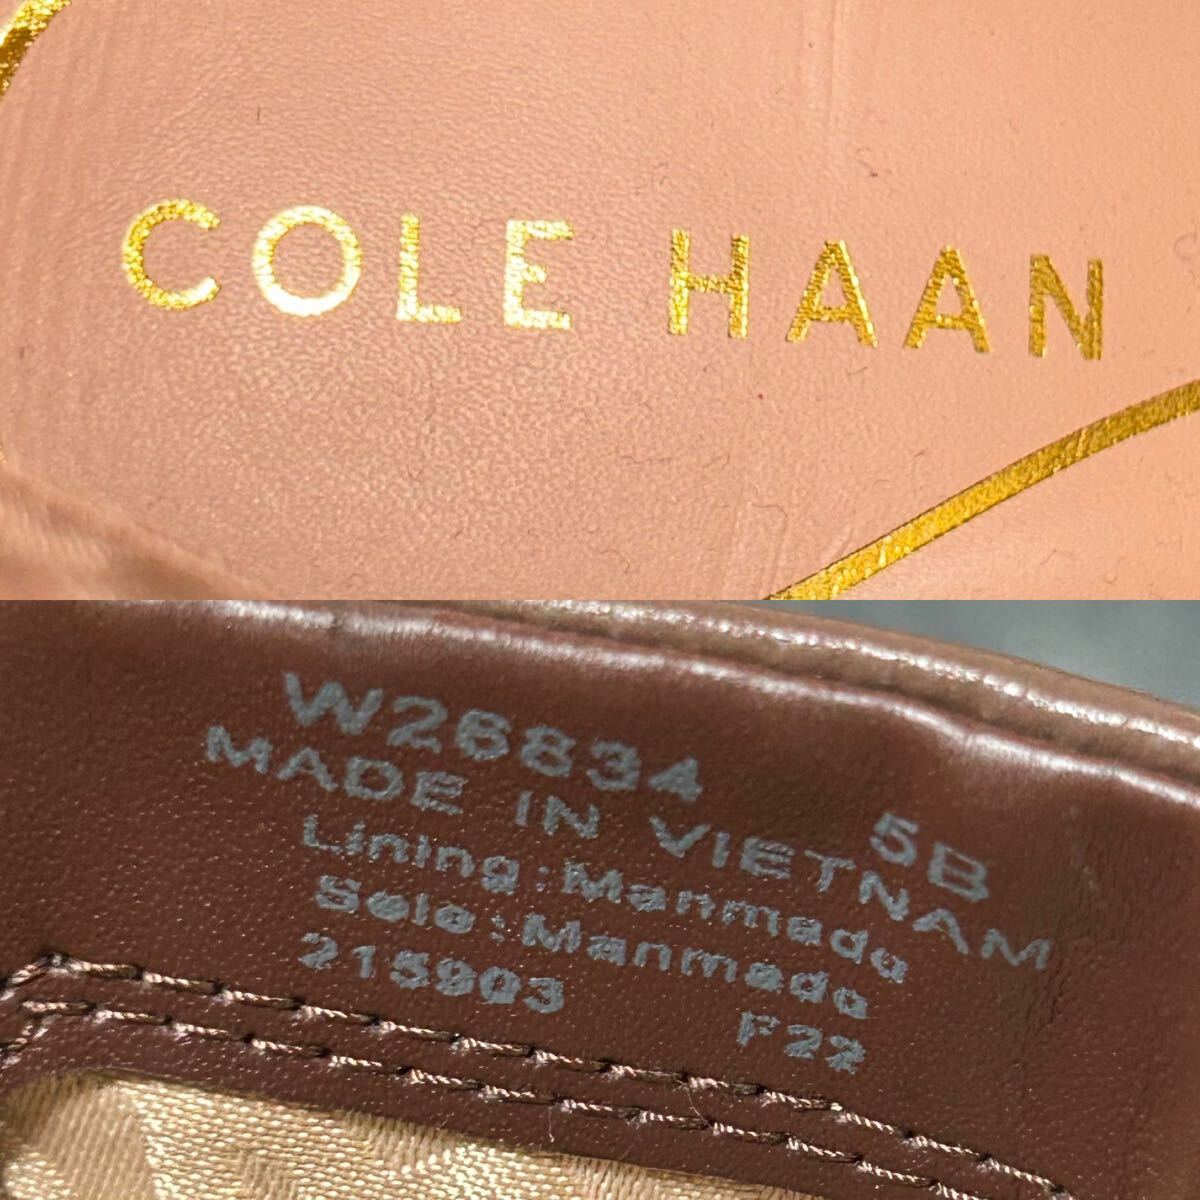 COLE HAAN
W26834 5B
MADE IN VIETNAM
Lining:Manmade
Sole:Manmade
215903 F22